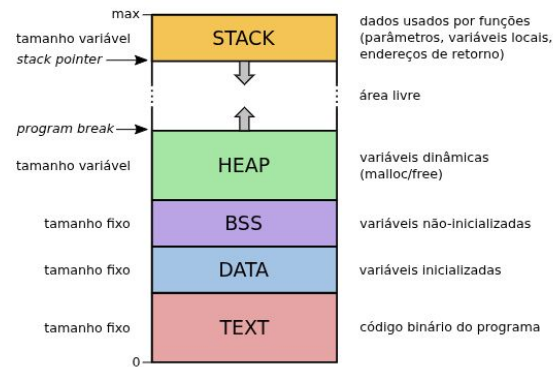 max
tamanho variável
stack pointer
STACK
dados usados por funções
(parâmetros, variáveis locais,
endereços de retorno)
área livre
program break
tamanho variável
HEAP
variáveis dinâmicas
(malloc/free)
tamanho fixo
BSS
variáveis não-inicializadas
tamanho fixo
DATA
variáveis inicializadas
tamanho fixo
TEXT
código binário do programa
0